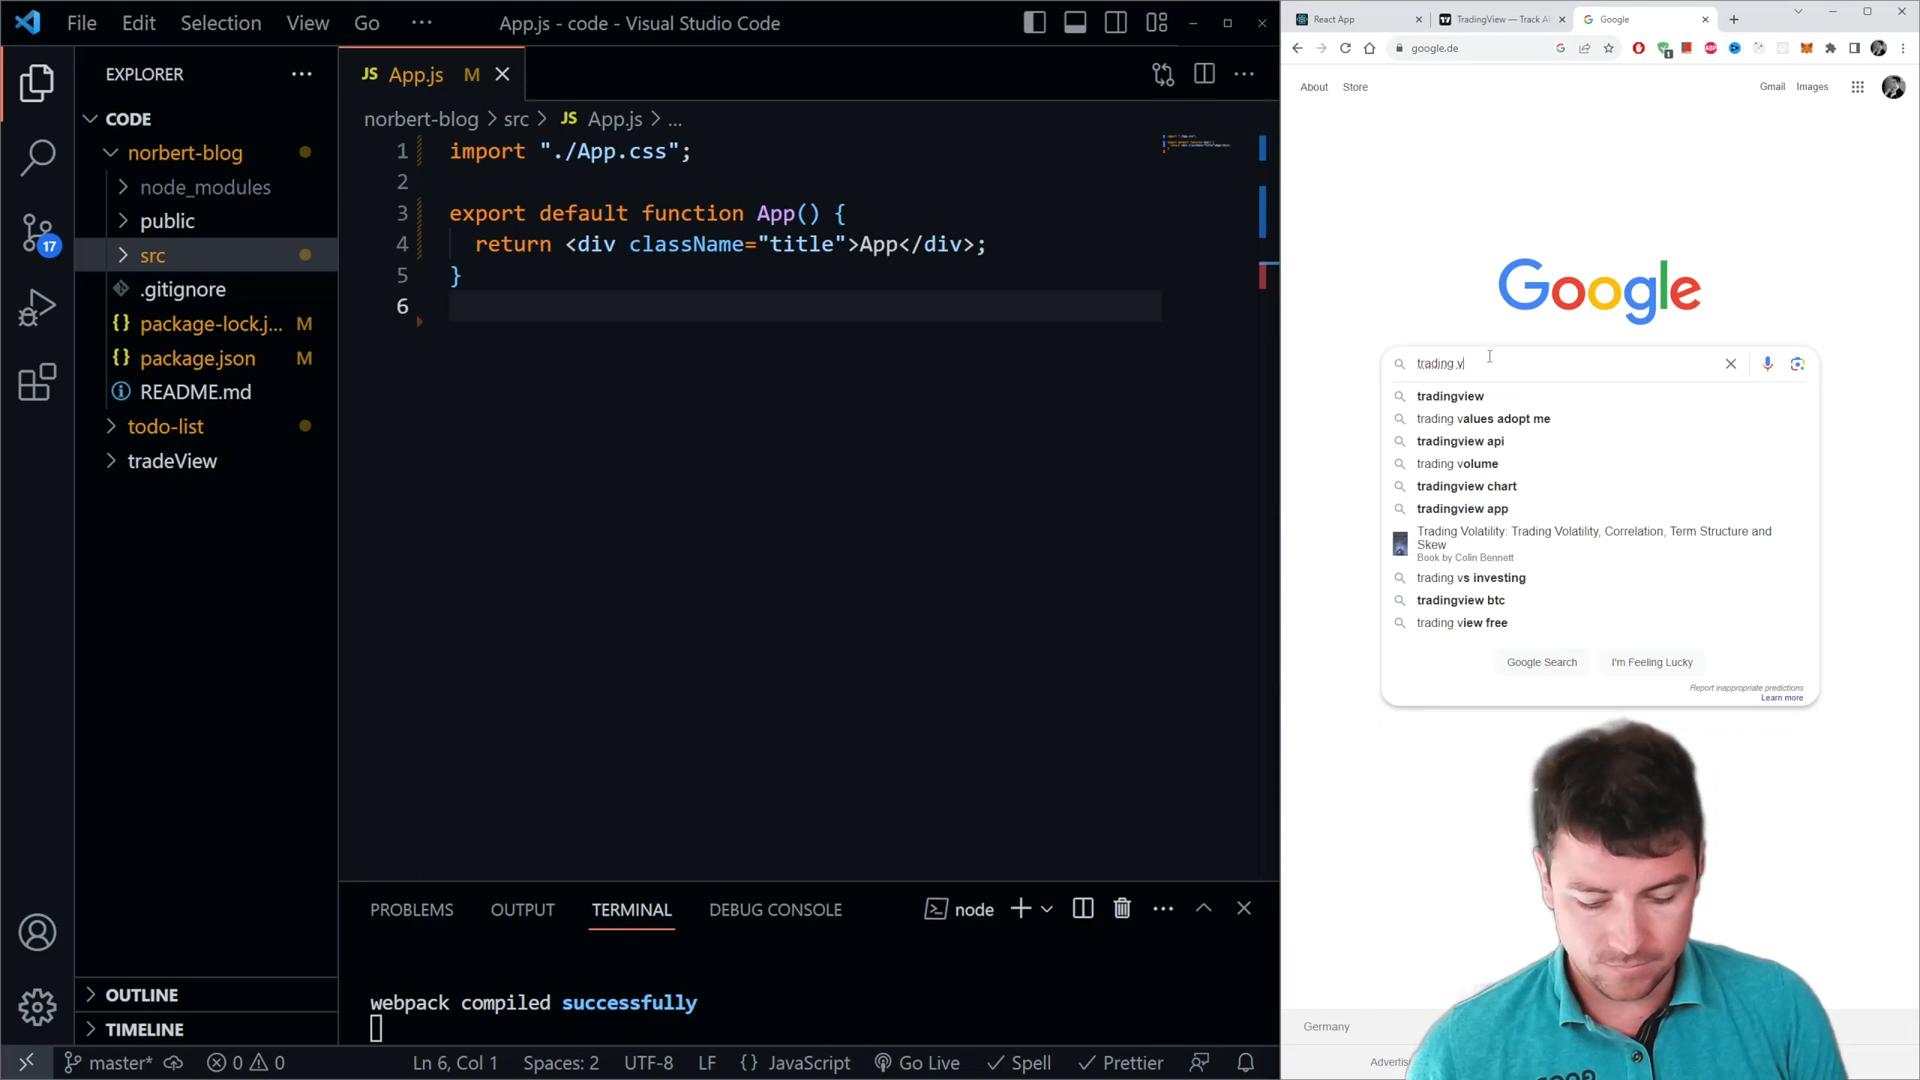 File Edit Selection View Go ··· App.js - code - Visual Studio Code
EXPLORER ···
CODE
norbert-blog
node_modules
public
src
.gitignore
package-lock.j... M
package.json M
README.md
todo-list
tradeView
OUTLINE
TIMELINE
17
JS App.js M
norbert-blog > src > JS App.js > ...
1 import "./App.css";
2
3 export default function App() {
4 return <div className="title">App</div>;
5 }
6
PROBLEMS OUTPUT TERMINAL DEBUG CONSOLE node
webpack compiled successfully
master* 0 0 Ln 6, Col 1 Spaces: 2 UTF-8 LF {} JavaScript Go Live Spell Prettier
React App TradingView — Track Al Google
google.de
About Store Gmail Images
Google
trading v
tradingview
trading values adopt me
tradingview api
trading volume
tradingview chart
tradingview app
Trading Volatility: Trading Volatility, Correlation, Term Structure and
Skew
Book by Colin Bennett
trading vs investing
tradingview btc
trading view free
Google Search I'm Feeling Lucky
Report inappropriate predictions
Learn more
Germany